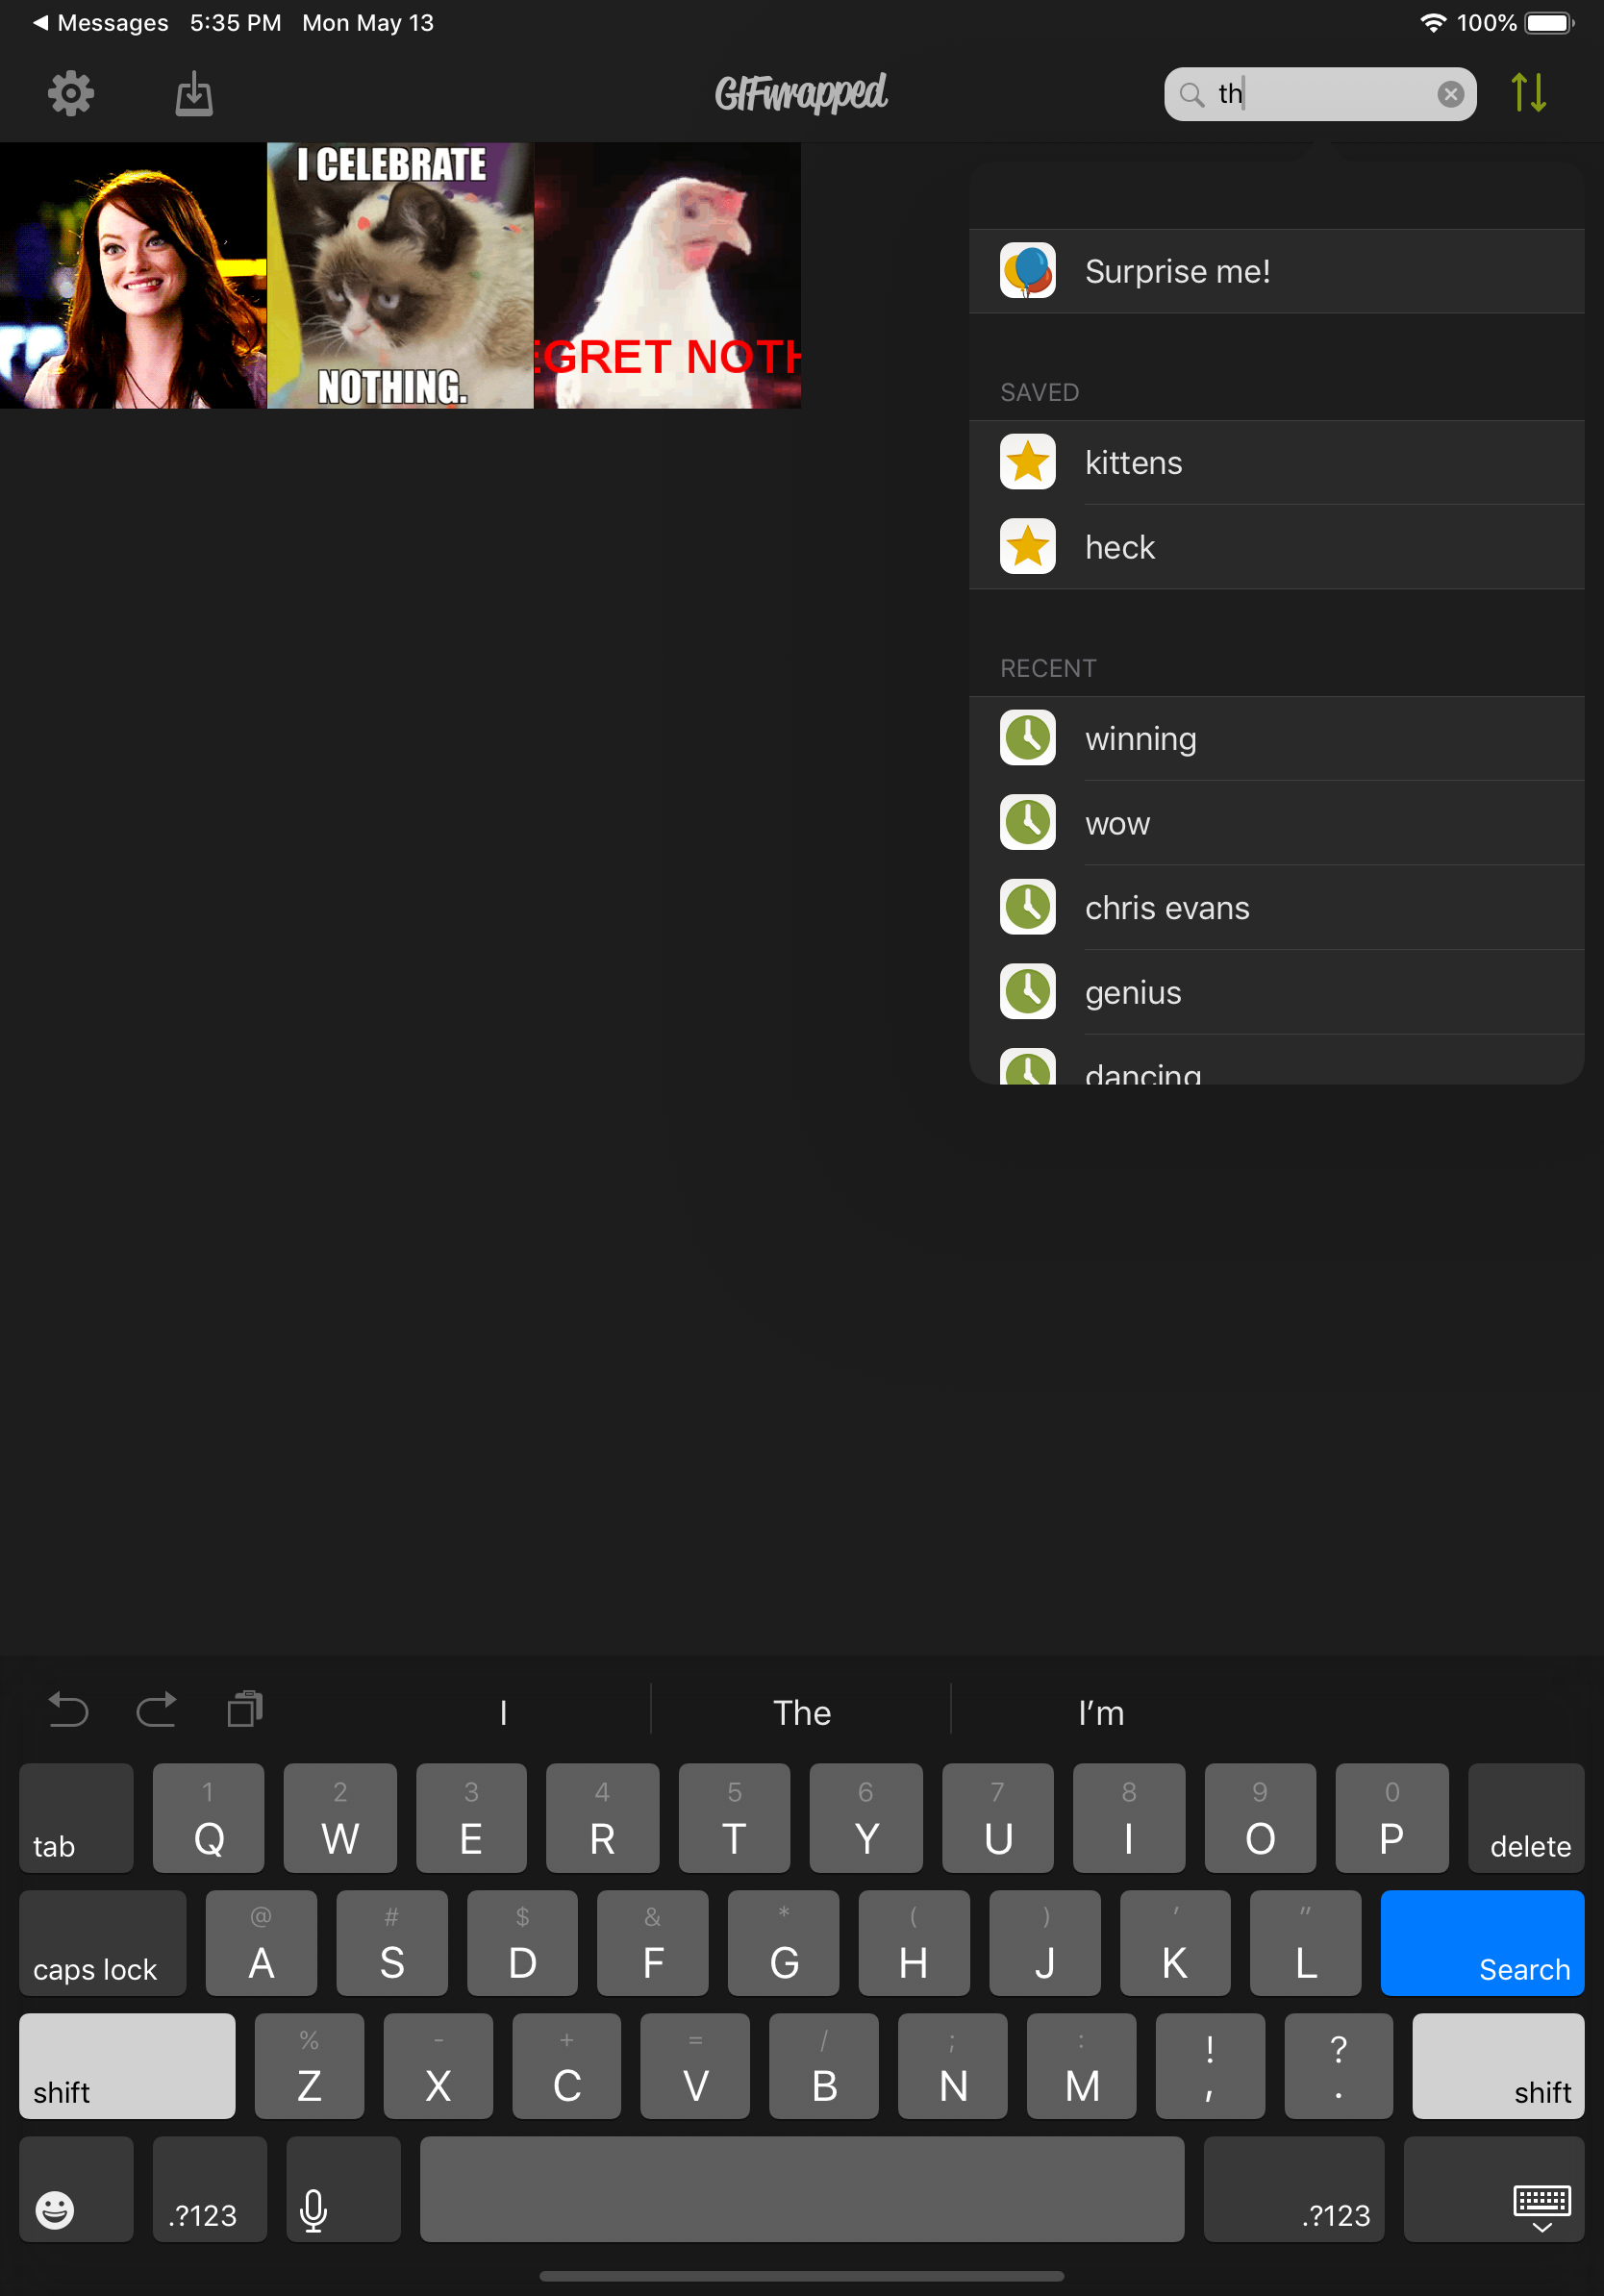 ◀ Messages 5:35 PM Mon May 13 100%
GIFwrapped
th
I CELEBRATE
NOTHING.
EGRET NOTH
Surprise me!
SAVED
kittens
heck
RECENT
winning
wow
chris evans
genius
dancing
I The I’m
tab 1 Q 2 W 3 E 4 R 5 T 6 Y 7 U 8 I 9 O 0 P delete
caps lock @ A # S $ D & F * G ( H ) J ' K " L Search
shift % Z - X + C = V / B ; N : M ! , ? . shift
.?123 .?123